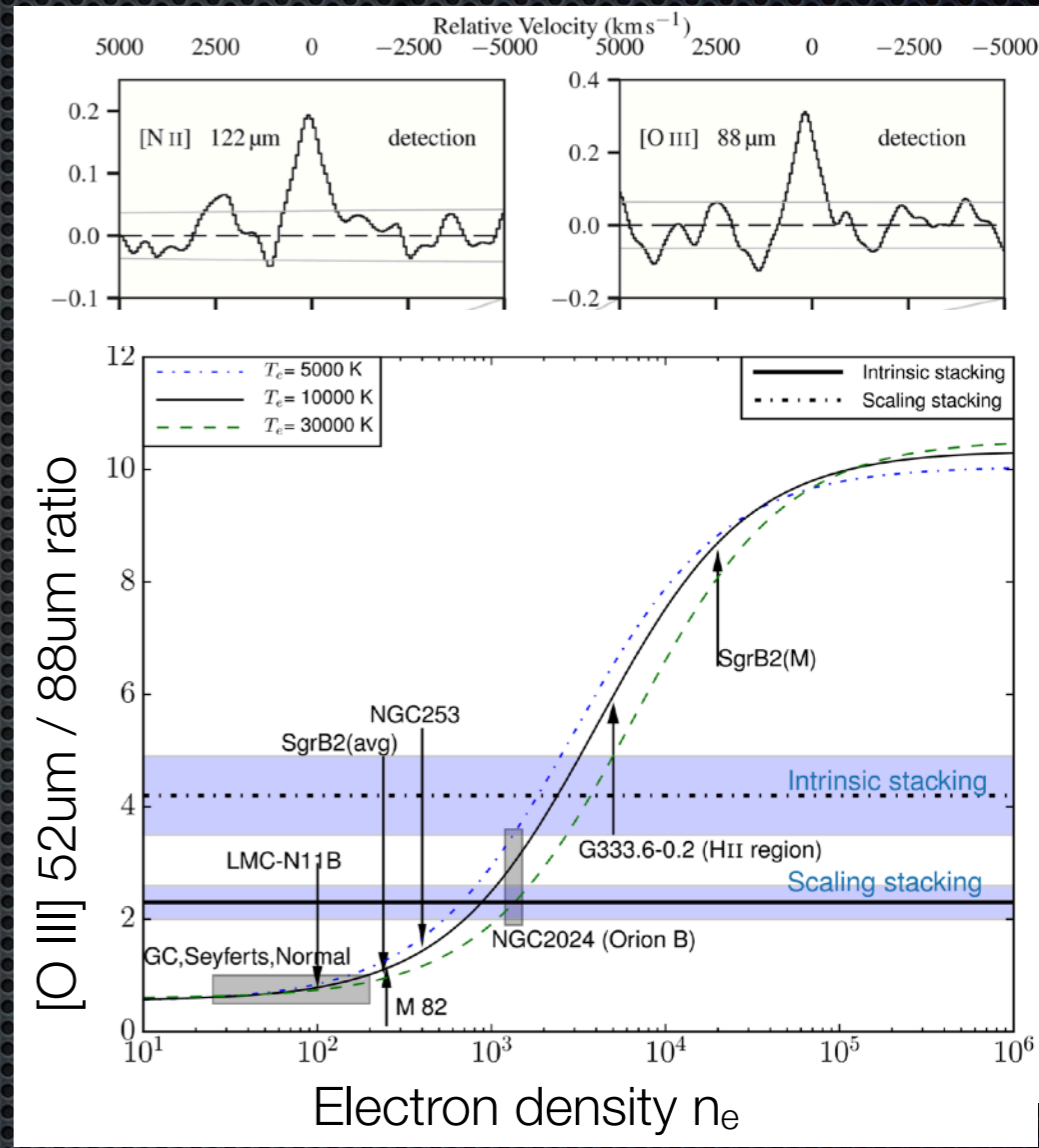 Relative Velocity (km s⁻¹)
5000 2500 0 −2500 −5000
5000 2500 0 −2500 −5000
0.2
0.1
0.0
−0.1
[N II] 122 μm detection
0.4
0.2
0.0
−0.2
[O III] 88 μm detection
[O III] 52um / 88um ratio
12
10
8
6
4
2
0
Tₑ= 5000 K
Tₑ= 10000 K
Tₑ= 30000 K
Intrinsic stacking
Scaling stacking
SgrB2(M)
NGC253
SgrB2(avg)
Intrinsic stacking
G333.6-0.2 (HII region)
LMC-N11B
Scaling stacking
NGC2024 (Orion B)
GC,Seyferts,Normal
M 82
10¹ 10² 10³ 10⁴ 10⁵ 10⁶
Electron density nₑ